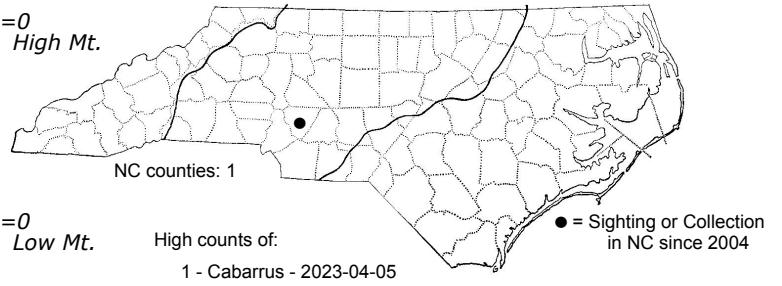 =0
High Mt.
NC counties: 1
=0
Low Mt.
High counts of:
1 - Cabarrus - 2023-04-05
● = Sighting or Collection
in NC since 2004